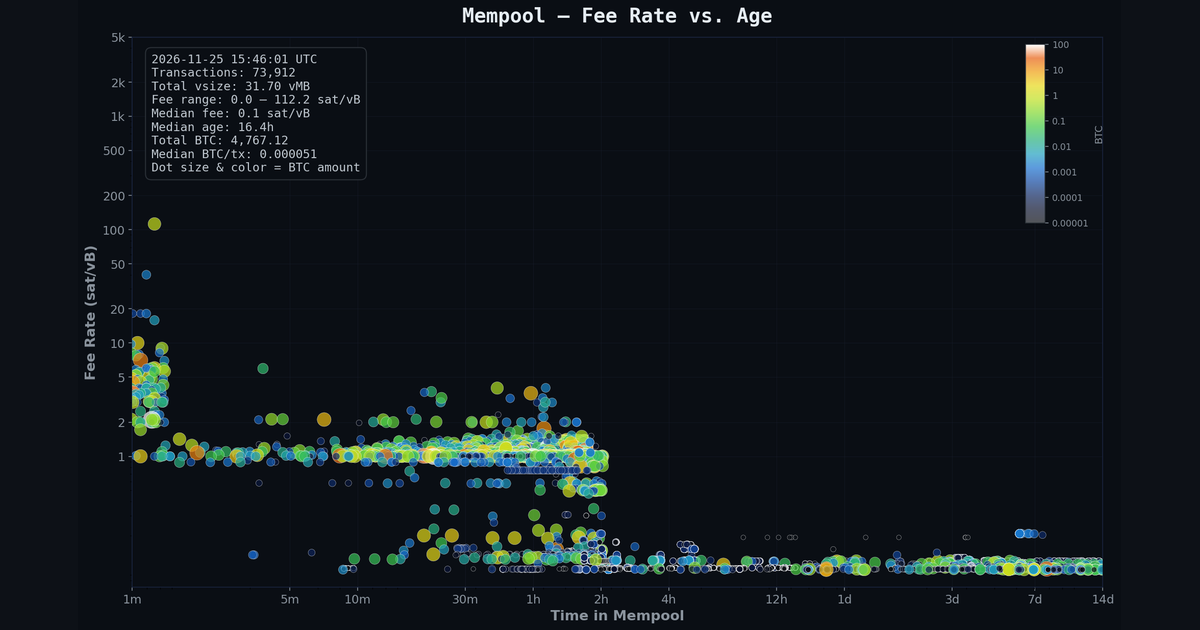 Mempool — Fee Rate vs. Age
5k
2k
1k
500
200
100
50
20
10
5
2
1
Fee Rate (sat/vB)
2026-11-25 15:46:01 UTC
Transactions: 73,912
Total vsize: 31.70 vMB
Fee range: 0.0 – 112.2 sat/vB
Median fee: 0.1 sat/vB
Median age: 16.4h
Total BTC: 4,767.12
Median BTC/tx: 0.000051
Dot size & color = BTC amount
100
10
1
0.1
0.01
0.001
0.0001
0.00001
BTC
1m 5m 10m 30m 1h 2h 4h 12h 1d 3d 7d 14d
Time in Mempool